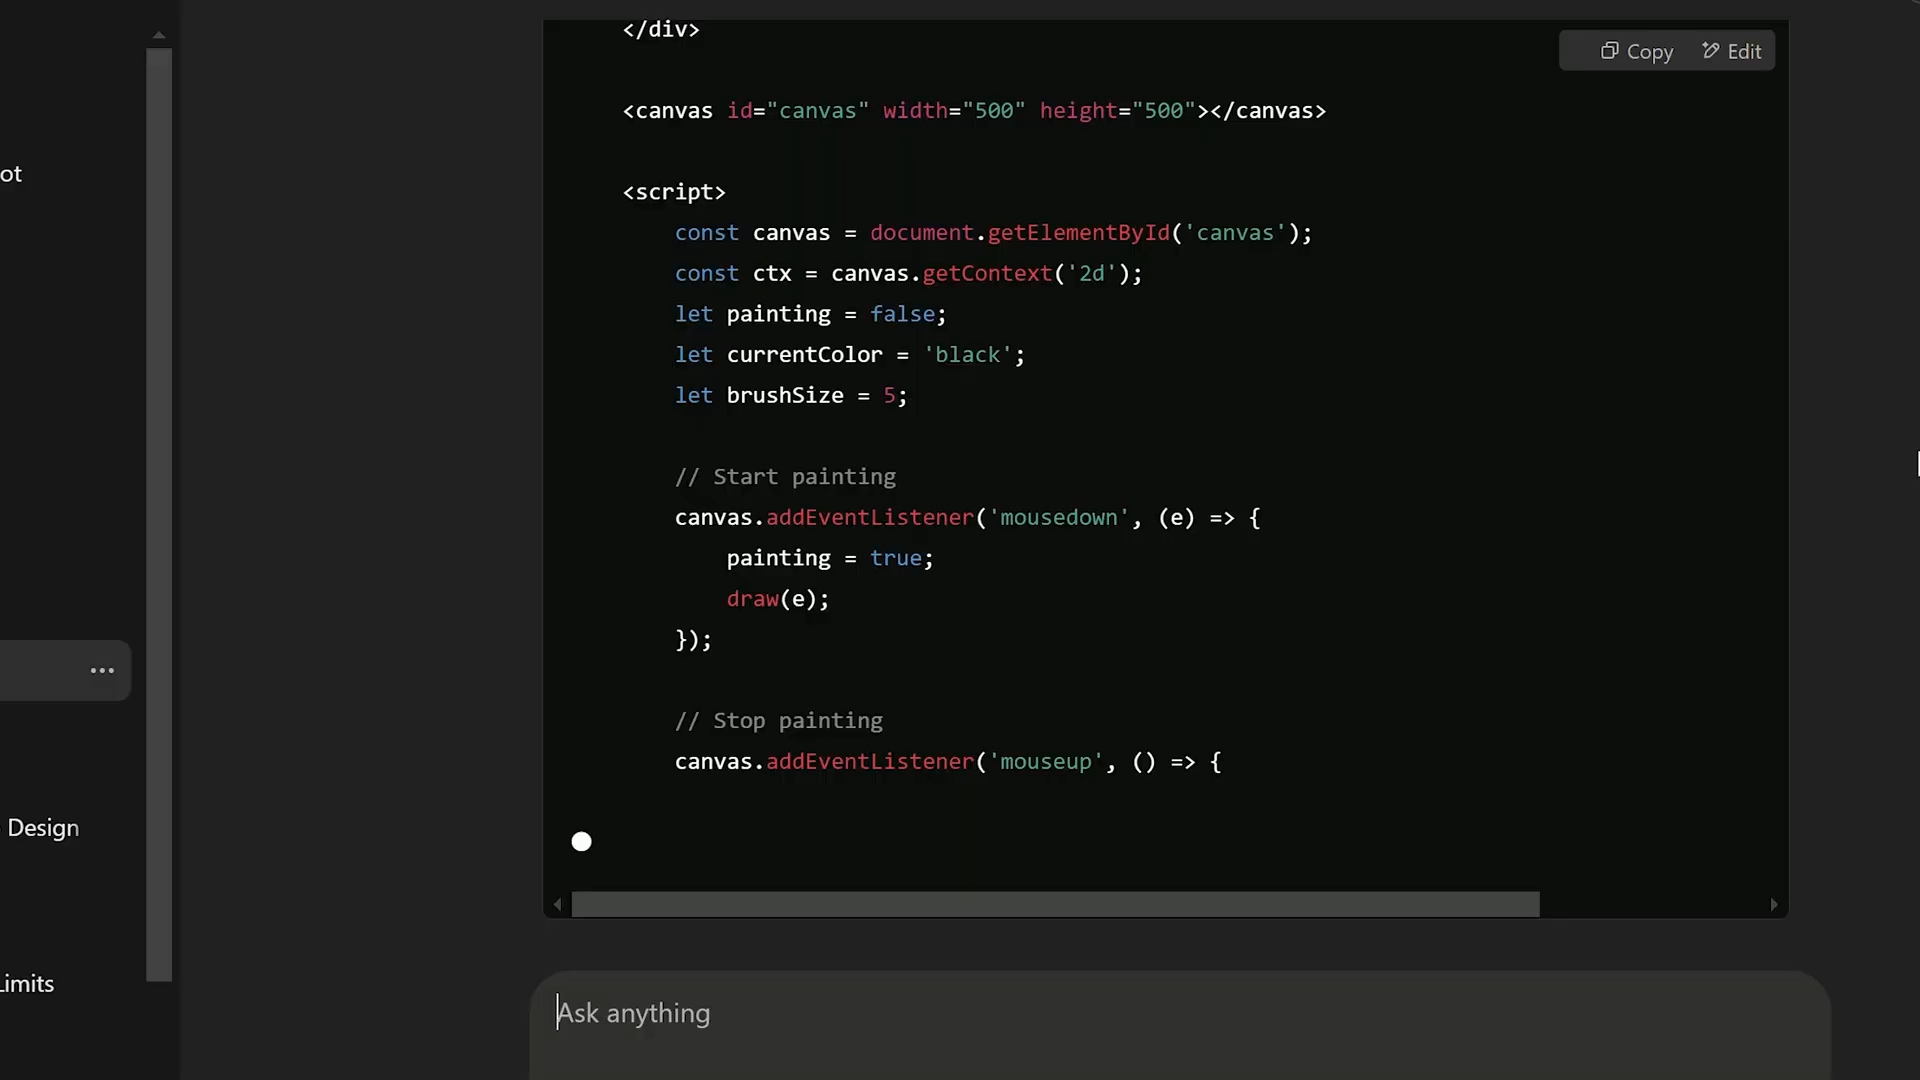 ot
Design
Limits
</div>
Copy
Edit
<canvas id="canvas" width="500" height="500"></canvas>
<script>
const canvas = document.getElementById('canvas');
const ctx = canvas.getContext('2d');
let painting = false;
let currentColor = 'black';
let brushSize = 5;
// Start painting
canvas.addEventListener('mousedown', (e) => {
painting = true;
draw(e);
});
// Stop painting
canvas.addEventListener('mouseup', () => {
Ask anything